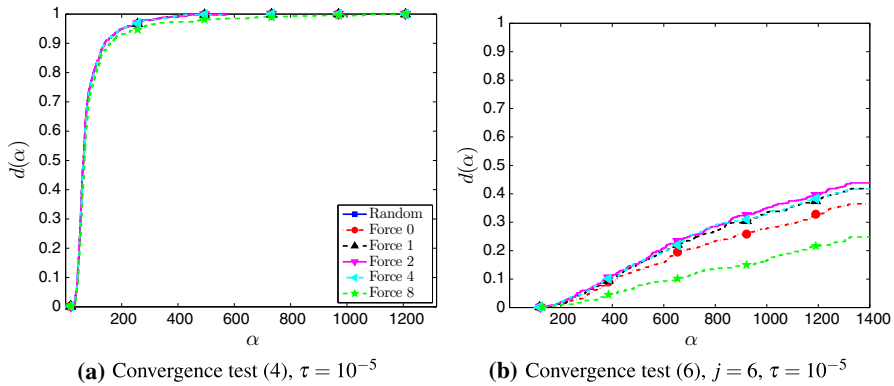 1
0.9
0.8
0.7
0.6
0.5
0.4
0.3
0.2
0.1
0
d(α)
200 400 600 800 1000 1200
α
Random
Force 0
Force 1
Force 2
Force 4
Force 8
(a) Convergence test (4), τ = 10⁻⁵
1
0.9
0.8
0.7
0.6
0.5
0.4
0.3
0.2
0.1
0
d(α)
200 400 600 800 1000 1200 1400
α
(b) Convergence test (6), j = 6, τ = 10⁻⁵